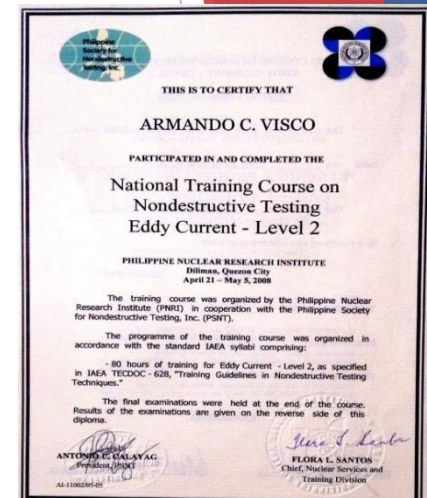 Philippine
Society for
Nondestructive
Testing, Inc.
THIS IS TO CERTIFY THAT
ARMANDO C. VISCO
PARTICIPATED IN AND COMPLETED THE
National Training Course on
Nondestructive Testing
Eddy Current - Level 2
PHILIPPINE NUCLEAR RESEARCH INSTITUTE
Diliman, Quezon City
April 21 – May 5, 2008
The training course was organized by the Philippine Nuclear
Research Institute (PNRI) in cooperation with the Philippine Society
for Nondestructive Testing, Inc. (PSNT).
The programme of the training course was organized in
accordance with the standard IAEA syllabi comprising:
- 80 hours of training for Eddy Current - Level 2, as specified
in IAEA TECDOC - 628, "Training Guidelines in Nondestructive Testing
Techniques."
The final examinations were held at the end of the course.
Results of the examinations are given on the reverse side of this
diploma.
ANTONIO C. CALAYAG
President, PSNT
FLORA L. SANTOS
Chief, Nuclear Services and
Training Division
AI-11002/05-05